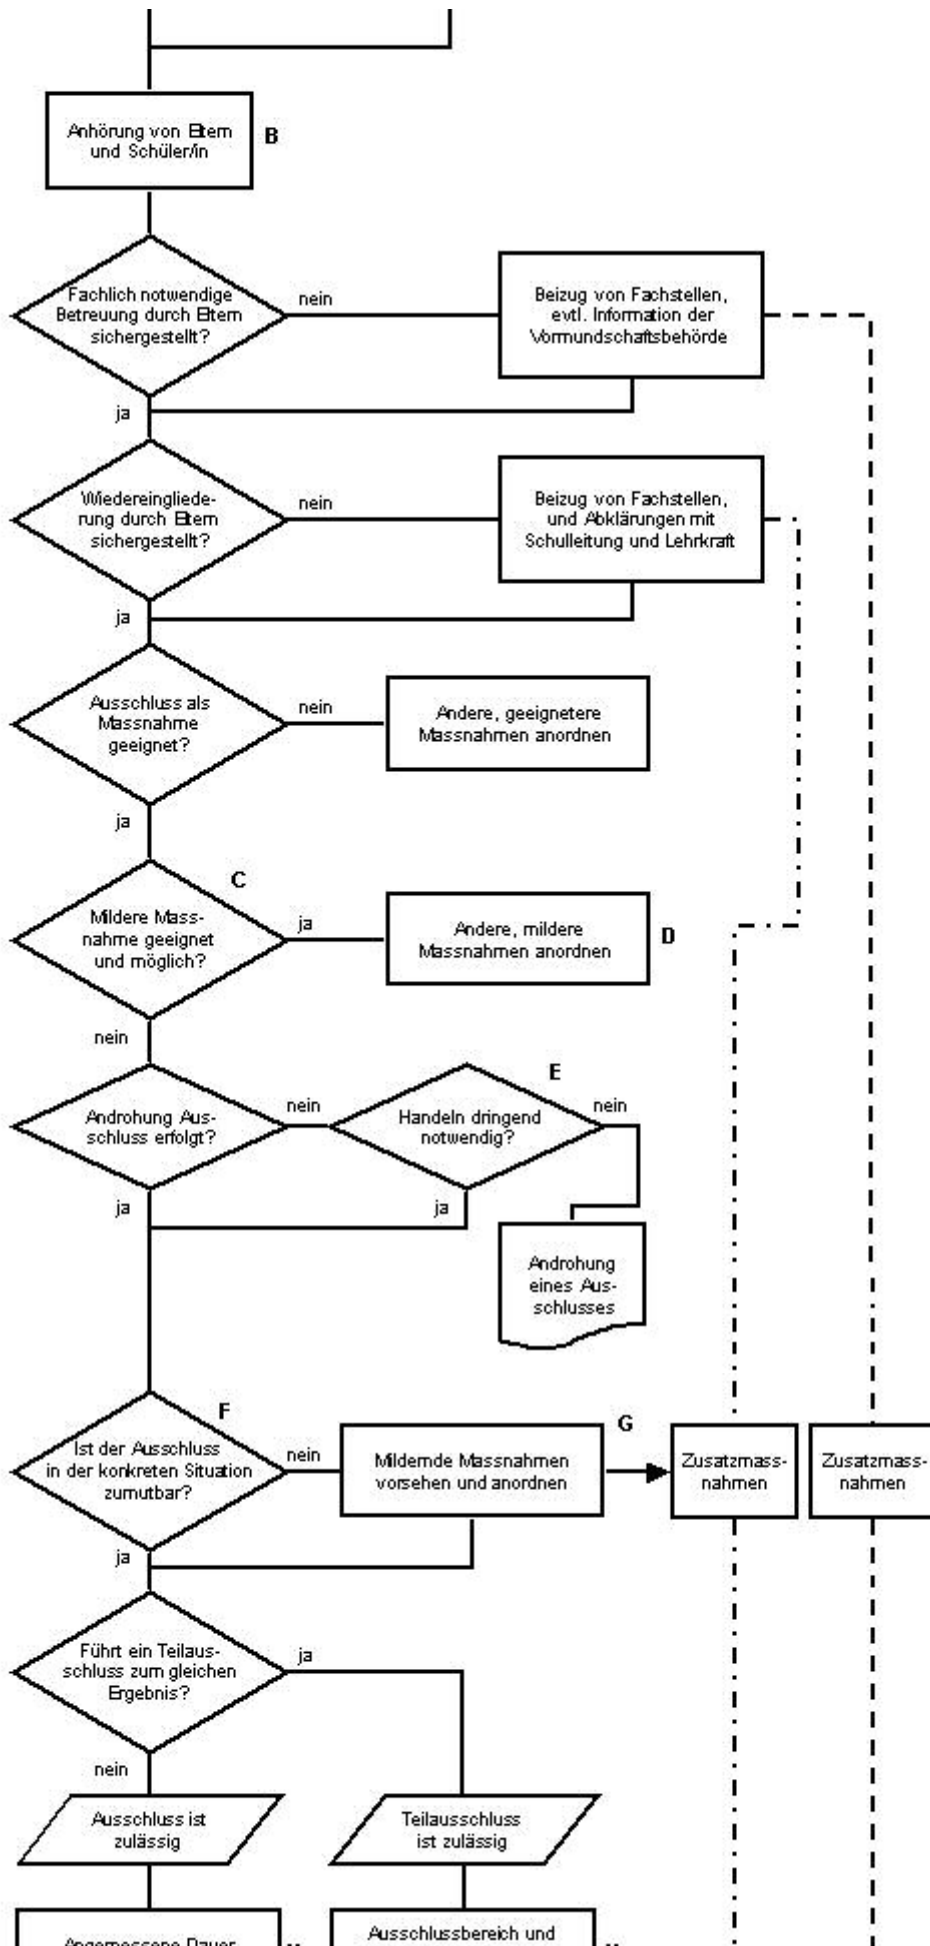 Anhörung von Eltern
und Schüler/in
B
Fachlich notwendige
Betreuung durch Eltern
sichergestellt?
nein
Beizug von Fachstellen,
evtl. Information der
Vormundschaftsbehörde
ja
Wiedereingliede-
rung durch Eltern
sichergestellt?
nein
Beizug von Fachstellen,
und Abklärungen mit
Schulleitung und Lehrkraft
ja
Ausschluss als
Massnahme
geeignet?
nein
Andere, geeignetere
Massnahmen anordnen
ja
C
Mildere Mass-
nahme geeignet
und möglich?
ja
Andere, mildere
Massnahmen anordnen
D
nein
Androhung Aus-
schluss erfolgt?
nein
E
Handeln dringend
notwendig?
nein
ja
ja
Androhung
eines Aus-
schlusses
F
Ist der Ausschluss
in der konkreten Situation
zumutbar?
nein
G
Mildernde Massnahmen
vorsehen und anordnen
Zusatzmass-
nahmen
Zusatzmass-
nahmen
ja
Führt ein Teilaus-
schluss zum gleichen
Ergebnis?
ja
nein
Ausschluss ist
zulässig
Teilausschluss
ist zulässig
Angemessene Dauer
Ausschlussbereich und